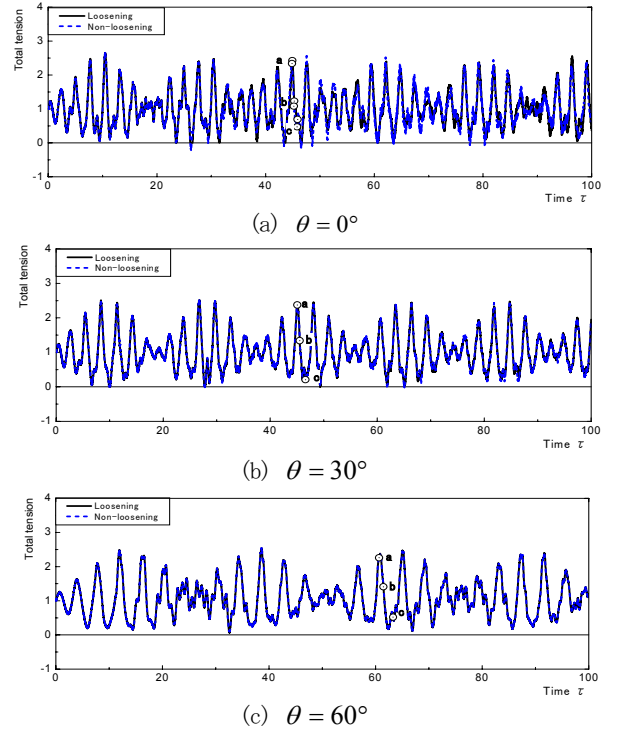 Total tension
4
3
2
1
0
-1
Loosening
Non-loosening
a
b
c
0 20 40 60 80 100
Time τ
(a) θ = 0°
Total tension
4
3
2
1
0
-1
Loosening
Non-loosening
a
b
c
0 20 40 60 80 100
Time τ
(b) θ = 30°
Total tension
4
3
2
1
0
-1
Loosening
Non-loosening
a
b
c
0 20 40 60 80 100
Time τ
(c) θ = 60°